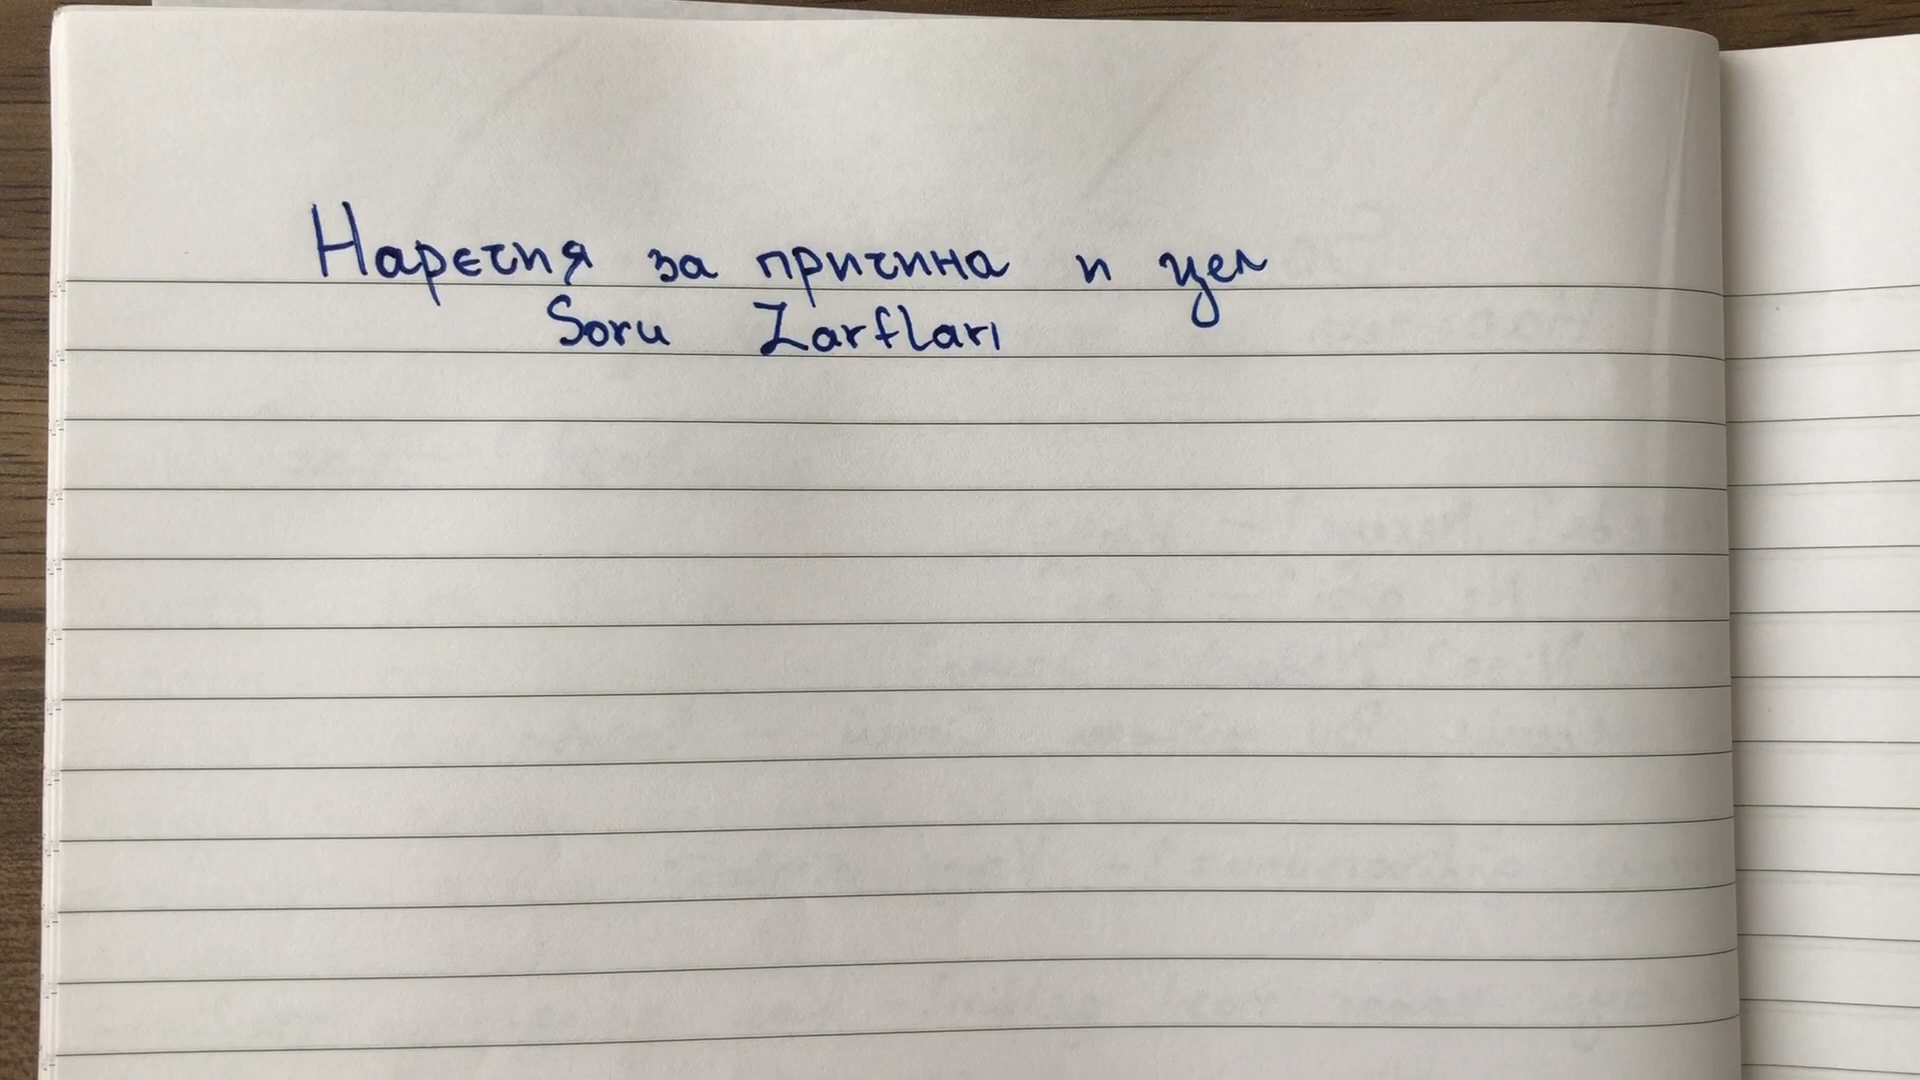 Наречия за причина и цел
Soru Zarfları